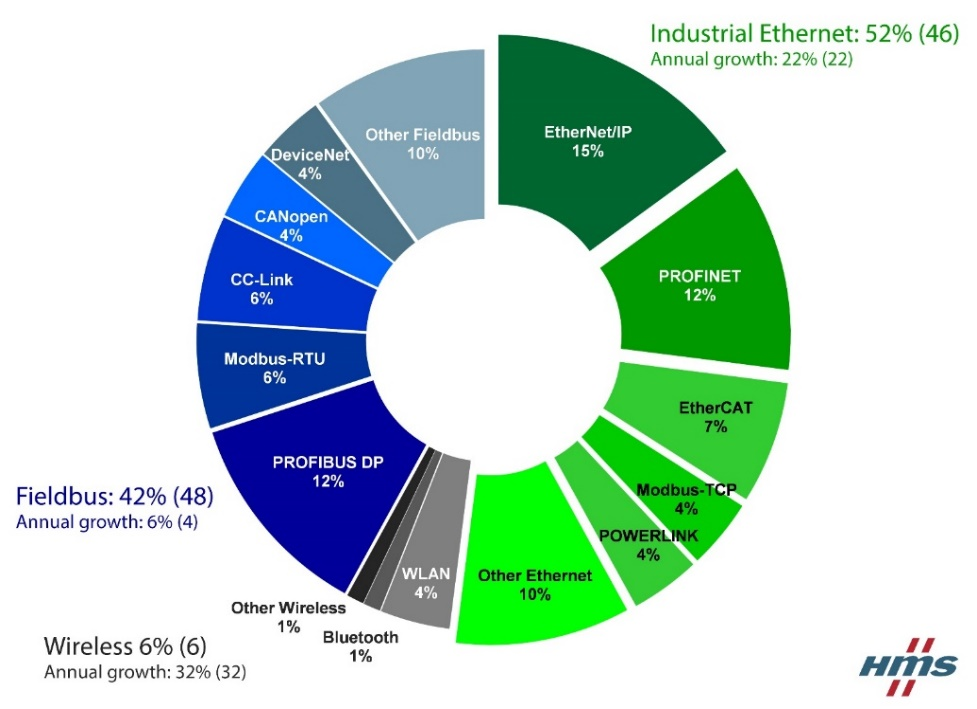 Industrial Ethernet: 52% (46)
Annual growth: 22% (22)
EtherNet/IP
15%
PROFINET
12%
EtherCAT
7%
Modbus-TCP
4%
POWERLINK
4%
Other Ethernet
10%
WLAN
4%
Bluetooth
1%
Other Wireless
1%
PROFIBUS DP
12%
Modbus-RTU
6%
CC-Link
6%
CANopen
4%
DeviceNet
4%
Other Fieldbus
10%
Fieldbus: 42% (48)
Annual growth: 6% (4)
Wireless 6% (6)
Annual growth: 32% (32)
HMS